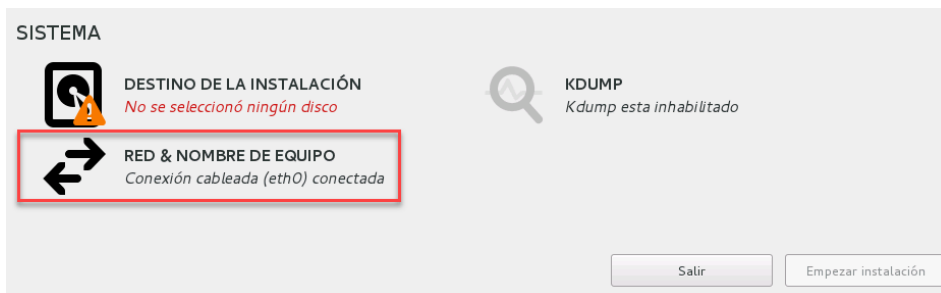 SISTEMA
DESTINO DE LA INSTALACIÓN
No se seleccionó ningún disco
KDUMP
Kdump esta inhabilitado
RED & NOMBRE DE EQUIPO
Conexión cableada (eth0) conectada
Salir
Empezar instalación